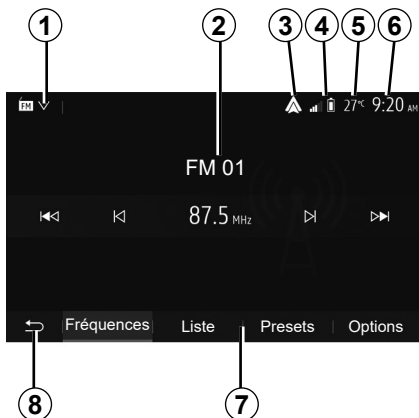 1 2 3 4 5 6
FM 27°C 9:20 AM
FM 01
87.5 MHz
Fréquences Liste Presets Options
8 7